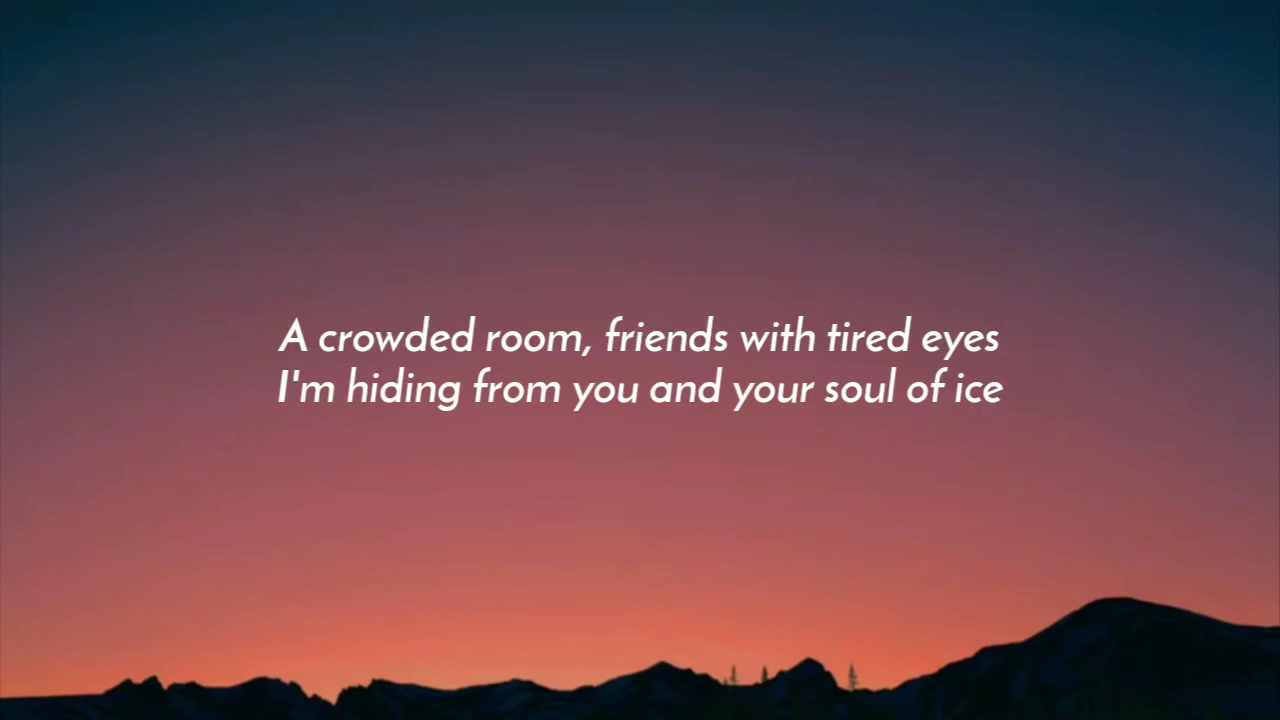 A crowded room, friends with tired eyes
I'm hiding from you and your soul of ice